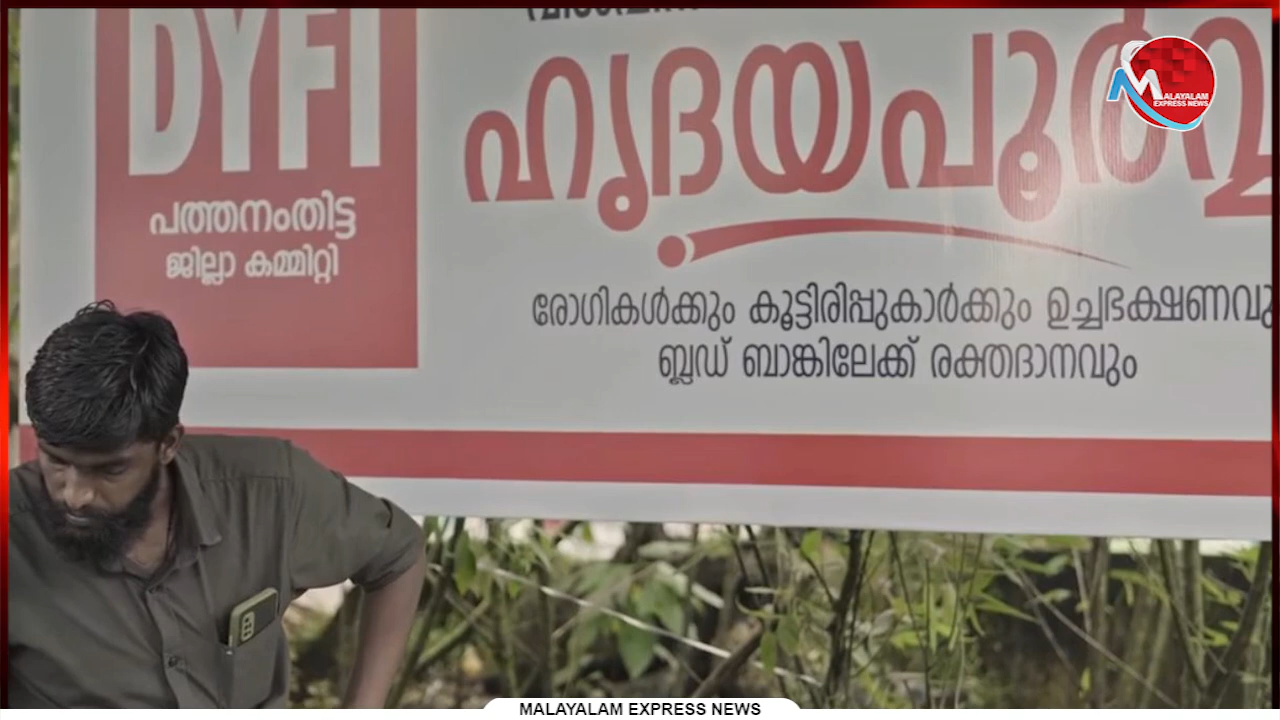 DYFI
പത്തനംതിട്ട
ജില്ലാ കമ്മിറ്റി
ഹൃദയപൂർവ്വ
രോഗികൾക്കും കൂട്ടിരിപ്പുകാർക്കും ഉച്ചഭക്ഷണവു
ബ്ലഡ് ബാങ്കിലേക്ക് രക്തദാനവും
MALAYALAM
EXPRESS NEWS
MALAYALAM EXPRESS NEWS